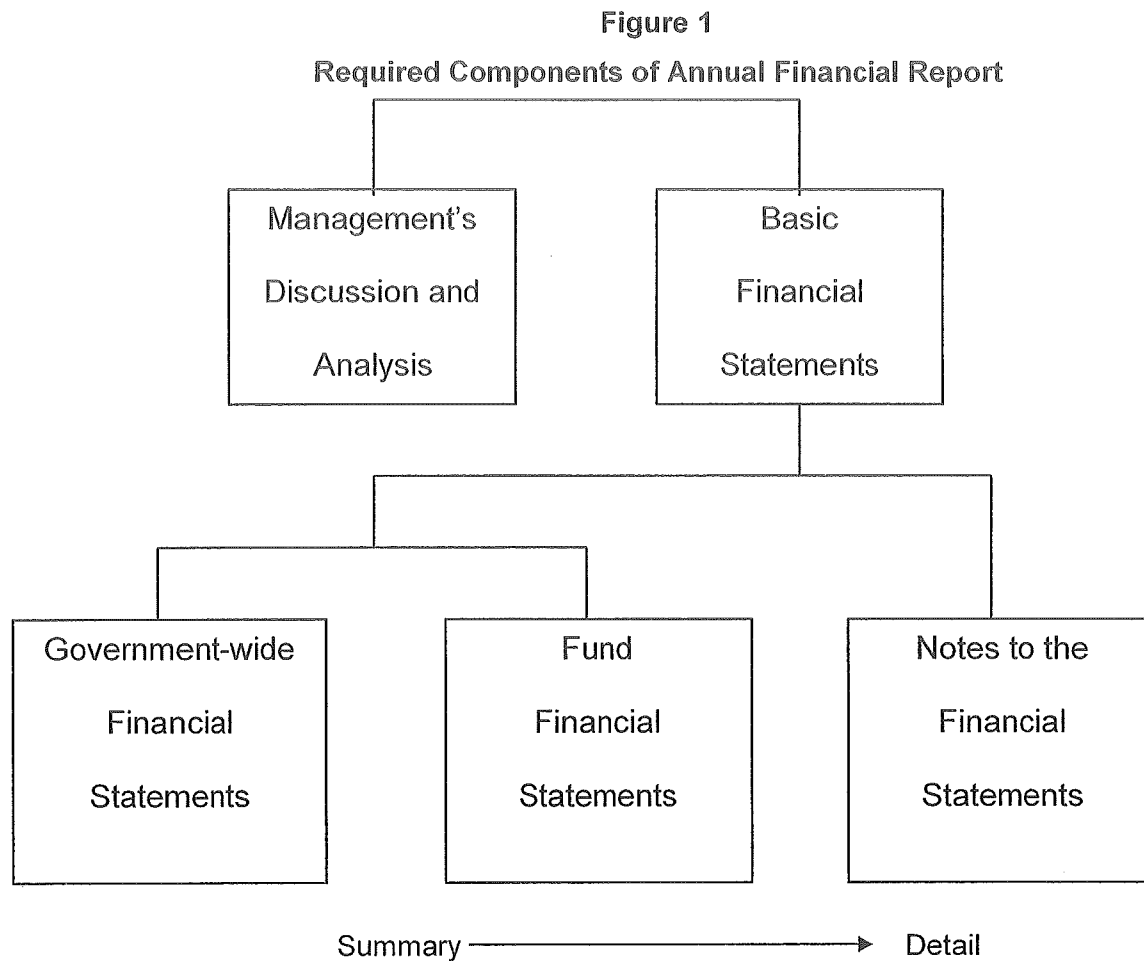 Figure 1
Required Components of Annual Financial Report
Management's
Discussion and
Analysis
Basic
Financial
Statements
Government-wide
Financial
Statements
Fund
Financial
Statements
Notes to the
Financial
Statements
Summary
Detail